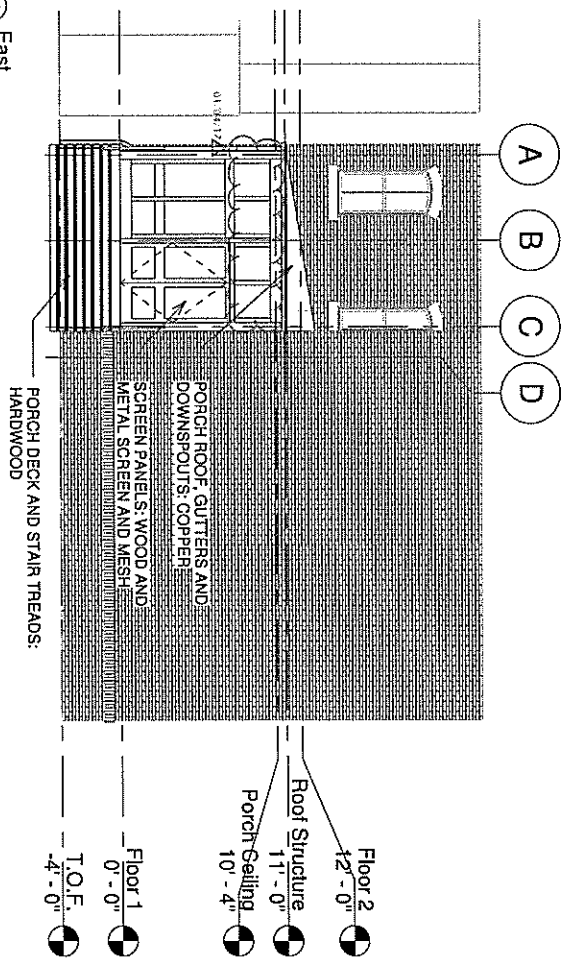 A
B
C
D
PORCH ROOF, GUTTERS AND
DOWNSPOUTS: COPPER
SCREEN PANELS: WOOD AND
METAL SCREEN AND MESH
PORCH DECK AND STAIR TREADS:
HARDWOOD
Floor 2
12' - 0"
Roof Structure
11' - 0"
Porch Ceiling
10' - 4"
Floor 1
0' - 0"
T.O.F.
-4' - 0"
East